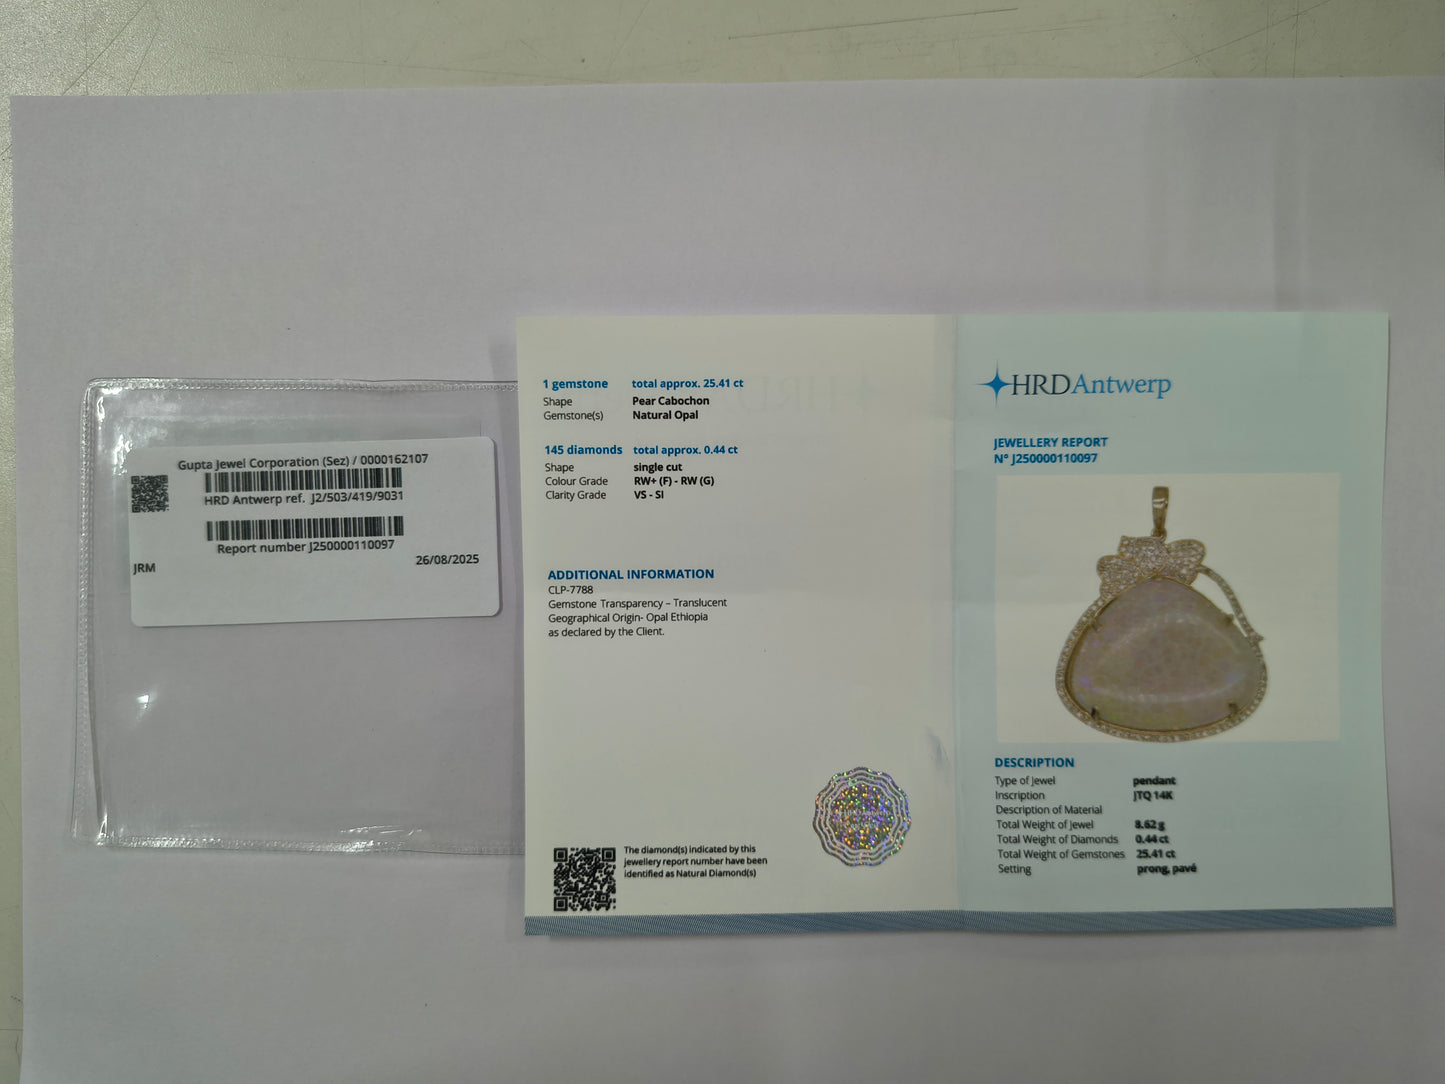 Gupta Jewel Corporation (Sez) / 0000162107
HRD Antwerp ref. J2/503/419/9031
Report number J250000110097
26/08/2025
JRM
1 gemstone total approx. 25.41 ct
Shape Pear Cabochon
Gemstone(s) Natural Opal
145 diamonds total approx. 0.44 ct
Shape single cut
Colour Grade RW+ (F) - RW (G)
Clarity Grade VS - SI
ADDITIONAL INFORMATION
CLP-7788
Gemstone Transparency – Translucent
Geographical Origin- Opal Ethiopia
as declared by the Client.
The diamond(s) indicated by this
jewellery report number have been
identified as Natural Diamond(s)
HRD Antwerp
HRDAntwerp
JEWELLERY REPORT
N° J250000110097
DESCRIPTION
Type of Jewel pendant
Inscription JTQ 14K
Description of Material
Total Weight of Jewel 8.62 g
Total Weight of Diamonds 0.44 ct
Total Weight of Gemstones 25.41 ct
Setting prong, pavé